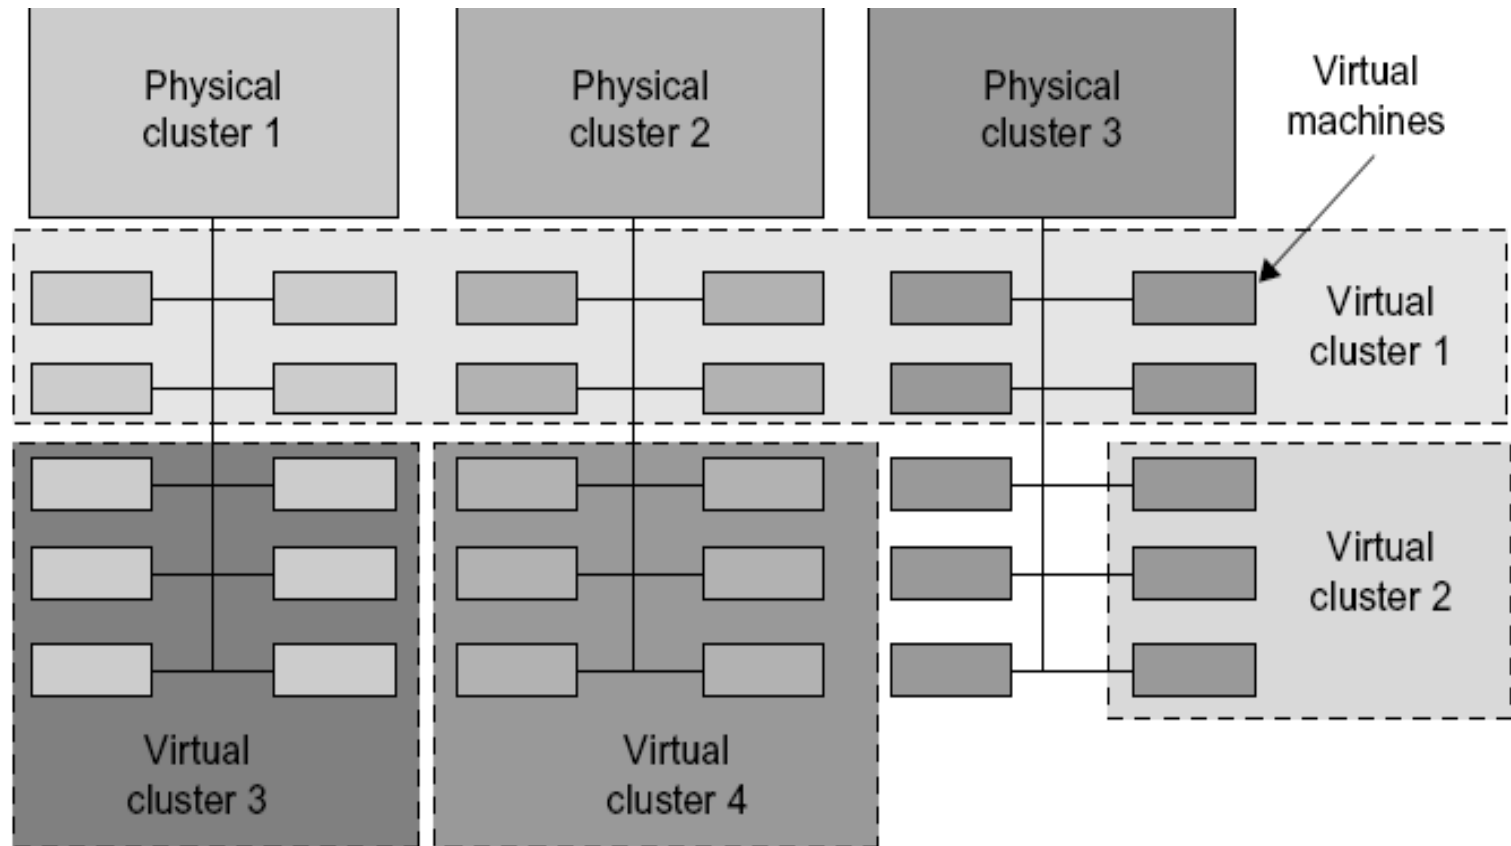 Physical
cluster 1
Physical
cluster 2
Physical
cluster 3
Virtual
machines
Virtual
cluster 1
Virtual
cluster 2
Virtual
cluster 3
Virtual
cluster 4